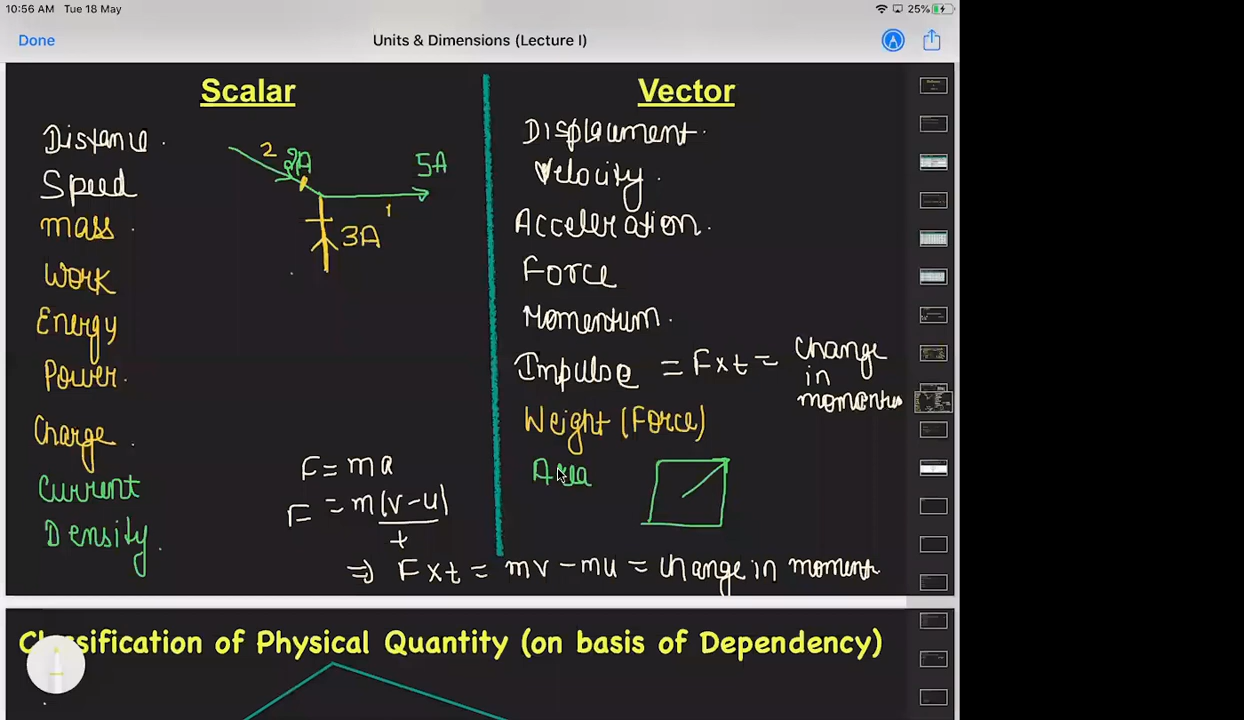 10:56 AM Tue 18 May
25%
Done
Units & Dimensions (Lecture I)
Scalar
Distance
Speed
mass
Work
Energy
Power
Charge
Current
Density
2
2A
5A
1
3A
F = ma
F = m(v-u)
t
⇒ F×t = mv - mu = change in moment
Vector
Displacment
Velocity
Acceleration
Force
Momentum
Impulse = F×t = change
in
momentum
Weight (Force)
Area
Classification of Physical Quantity (on basis of Dependency)